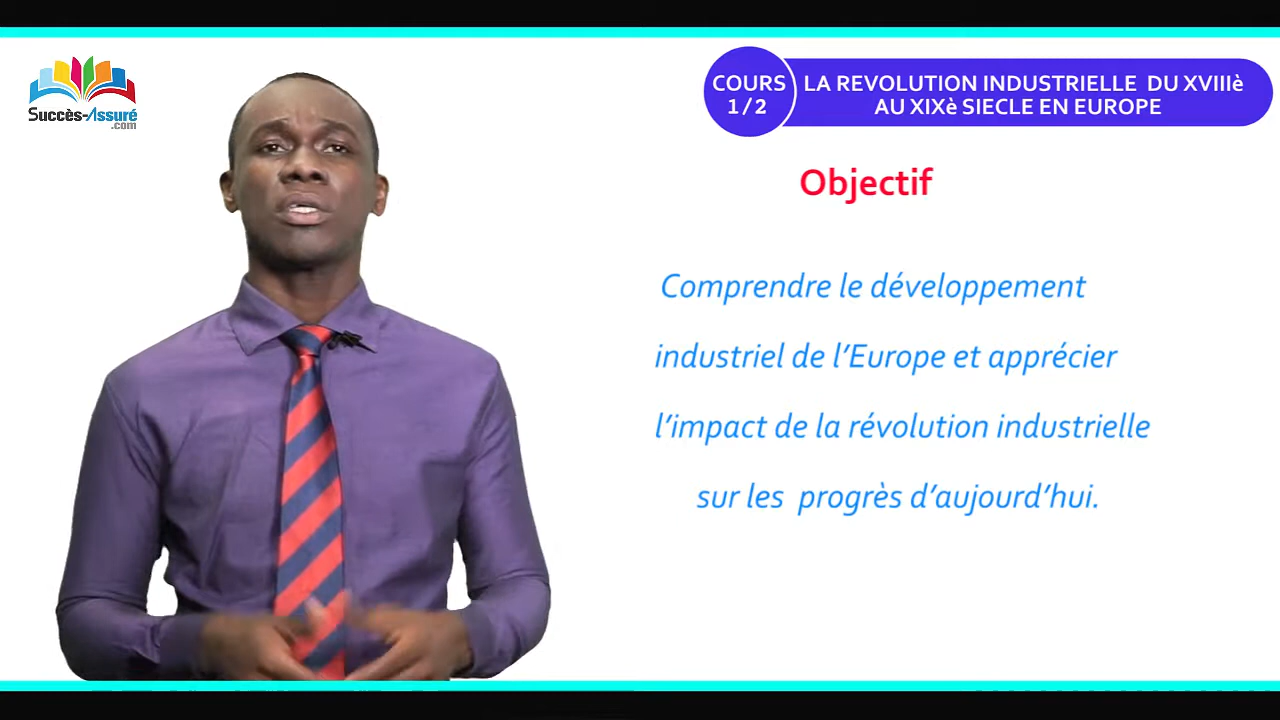 Succès-Assuré
.com
COURS
1/2
LA REVOLUTION INDUSTRIELLE DU XVIIIè
AU XIXè SIECLE EN EUROPE
Objectif
Comprendre le développement
industriel de l’Europe et apprécier
l’impact de la révolution industrielle
sur les progrès d’aujourd’hui.